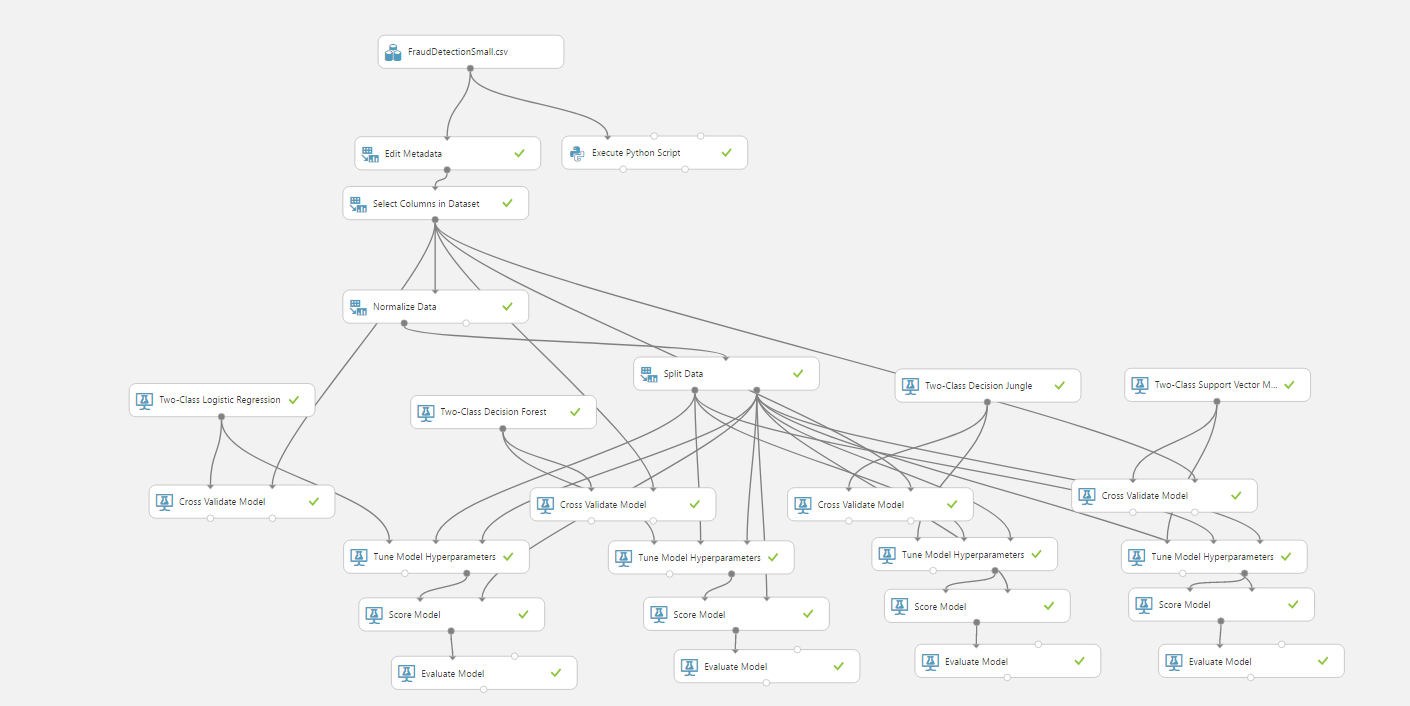 FraudDetectionSmall.csv
Edit Metadata
Execute Python Script
Select Columns in Dataset
Normalize Data
Split Data
Two-Class Decision Jungle
Two-Class Support Vector M...
Two-Class Logistic Regression
Two-Class Decision Forest
Cross Validate Model
Cross Validate Model
Cross Validate Model
Cross Validate Model
Tune Model Hyperparameters
Tune Model Hyperparameters
Tune Model Hyperparameters
Tune Model Hyperparameters
Score Model
Score Model
Score Model
Score Model
Evaluate Model
Evaluate Model
Evaluate Model
Evaluate Model